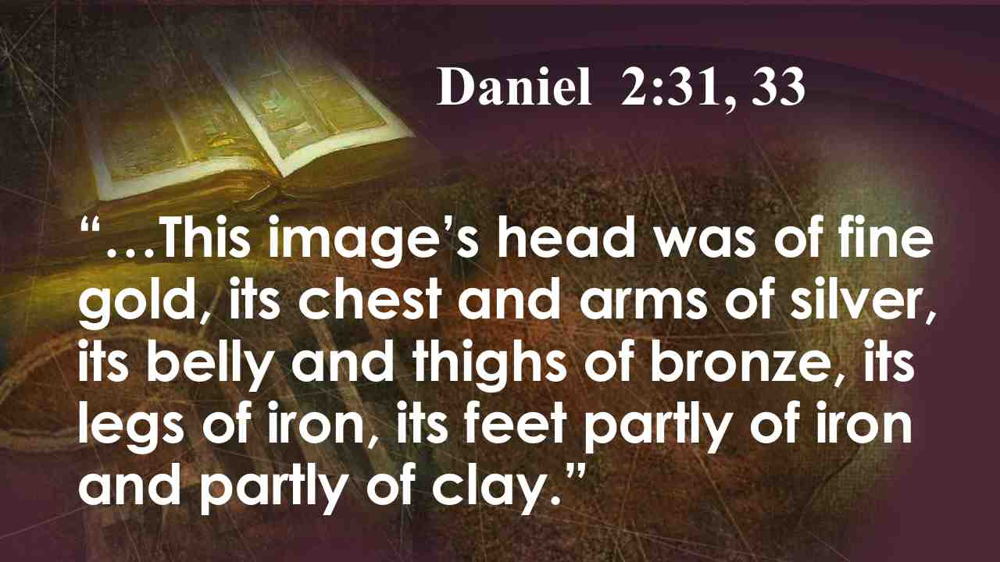 Daniel  2:31, 33
“…This image’s head was of fine
gold, its chest and arms of silver,
its belly and thighs of bronze, its
legs of iron, its feet partly of iron
and partly of clay.”